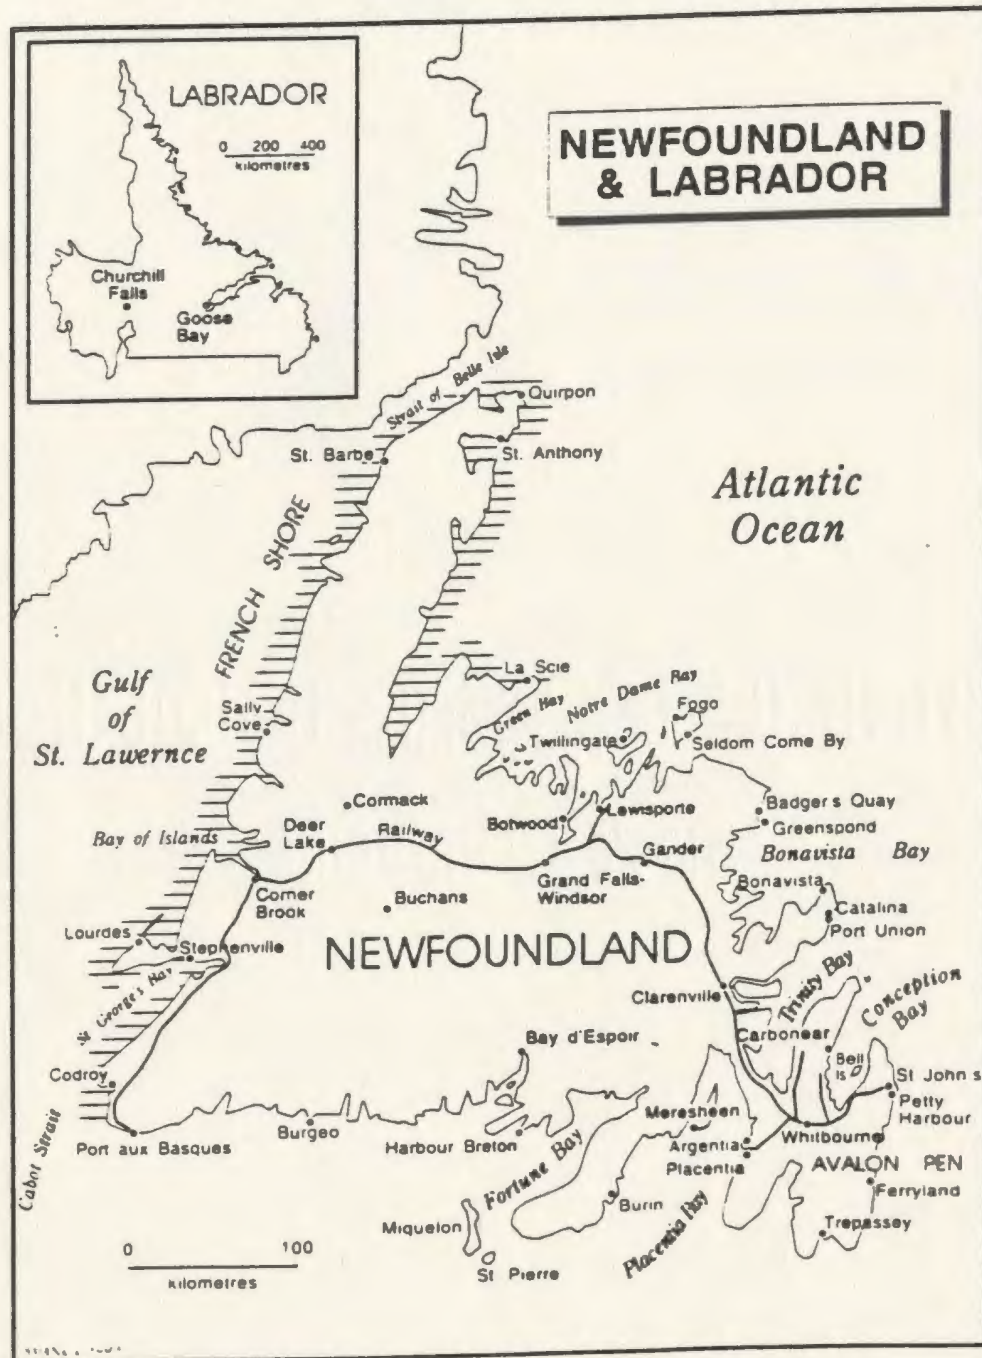 LABRADOR
0 200 400
kilometres
Churchill
Falls
Goose
Bay
NEWFOUNDLAND
& LABRADOR
Strait of Belle Isle
Quirpon
St. Barbe
St. Anthony
Atlantic
Ocean
FRENCH SHORE
Gulf
of
St. Lawernce
Sally
Cove
La Scie
Green Bay
Notre Dame Bay
Fogo
Twillingate
Seldom Come By
Cormack
Lewisporte
Botwood
Badger's Quay
Greenspond
Bay of Islands
Deer
Lake
Railway
Gander
Bonavista Bay
Grand Falls-
Windsor
Corner
Brook
Buchans
Bonavista
Catalina
Port Union
Lourdes
Stephenville
NEWFOUNDLAND
St George's Bay
Clarenville
Trinity Bay
Conception
Bay
Carbonear
Bell
Is
Bay d'Espoir
Codroy
St John's
Petty
Harbour
Meresheen
Port aux Basques
Burgeo
Harbour Breton
Fortune Bay
Argentia
Placentia
Whitbourne
AVALON PEN
Cabot Strait
Ferryland
Burin
Placentia Bay
Trepassey
Miquelon
St Pierre
0 100
kilometres